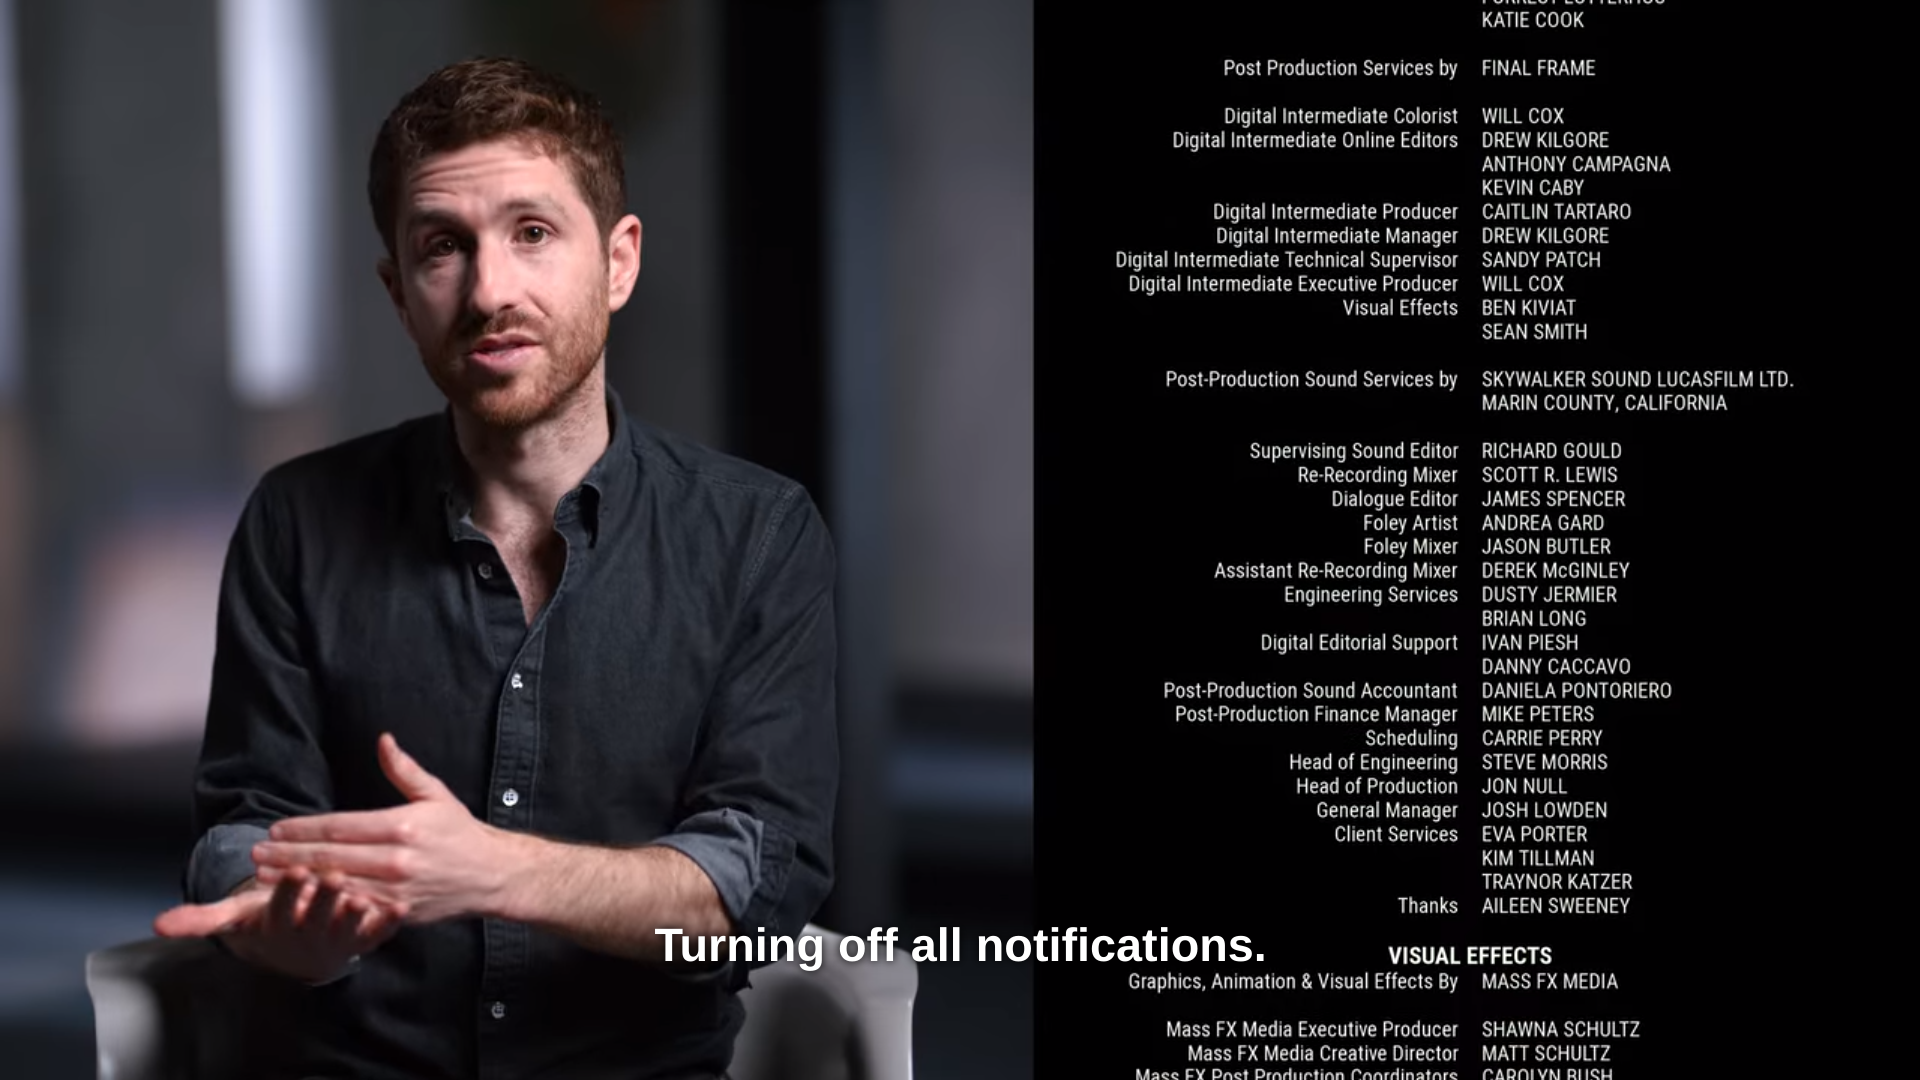 KATIE COOK
Post Production Services by FINAL FRAME
Digital Intermediate Colorist WILL COX
Digital Intermediate Online Editors DREW KILGORE
ANTHONY CAMPAGNA
KEVIN CABY
Digital Intermediate Producer CAITLIN TARTARO
Digital Intermediate Manager DREW KILGORE
Digital Intermediate Technical Supervisor SANDY PATCH
Digital Intermediate Executive Producer WILL COX
Visual Effects BEN KIVIAT
SEAN SMITH
Post-Production Sound Services by SKYWALKER SOUND LUCASFILM LTD.
MARIN COUNTY, CALIFORNIA
Supervising Sound Editor RICHARD GOULD
Re-Recording Mixer SCOTT R. LEWIS
Dialogue Editor JAMES SPENCER
Foley Artist ANDREA GARD
Foley Mixer JASON BUTLER
Assistant Re-Recording Mixer DEREK McGINLEY
Engineering Services DUSTY JERMIER
BRIAN LONG
Digital Editorial Support IVAN PIESH
DANNY CACCAVO
Post-Production Sound Accountant DANIELA PONTORIERO
Post-Production Finance Manager MIKE PETERS
Scheduling CARRIE PERRY
Head of Engineering STEVE MORRIS
Head of Production JON NULL
General Manager JOSH LOWDEN
Client Services EVA PORTER
KIM TILLMAN
TRAYNOR KATZER
Thanks AILEEN SWEENEY
Turning off all notifications.
VISUAL EFFECTS
Graphics, Animation & Visual Effects By MASS FX MEDIA
Mass FX Media Executive Producer SHAWNA SCHULTZ
Mass FX Media Creative Director MATT SCHULTZ
Mass FX Post Production Coordinators CAROLYN BUSH